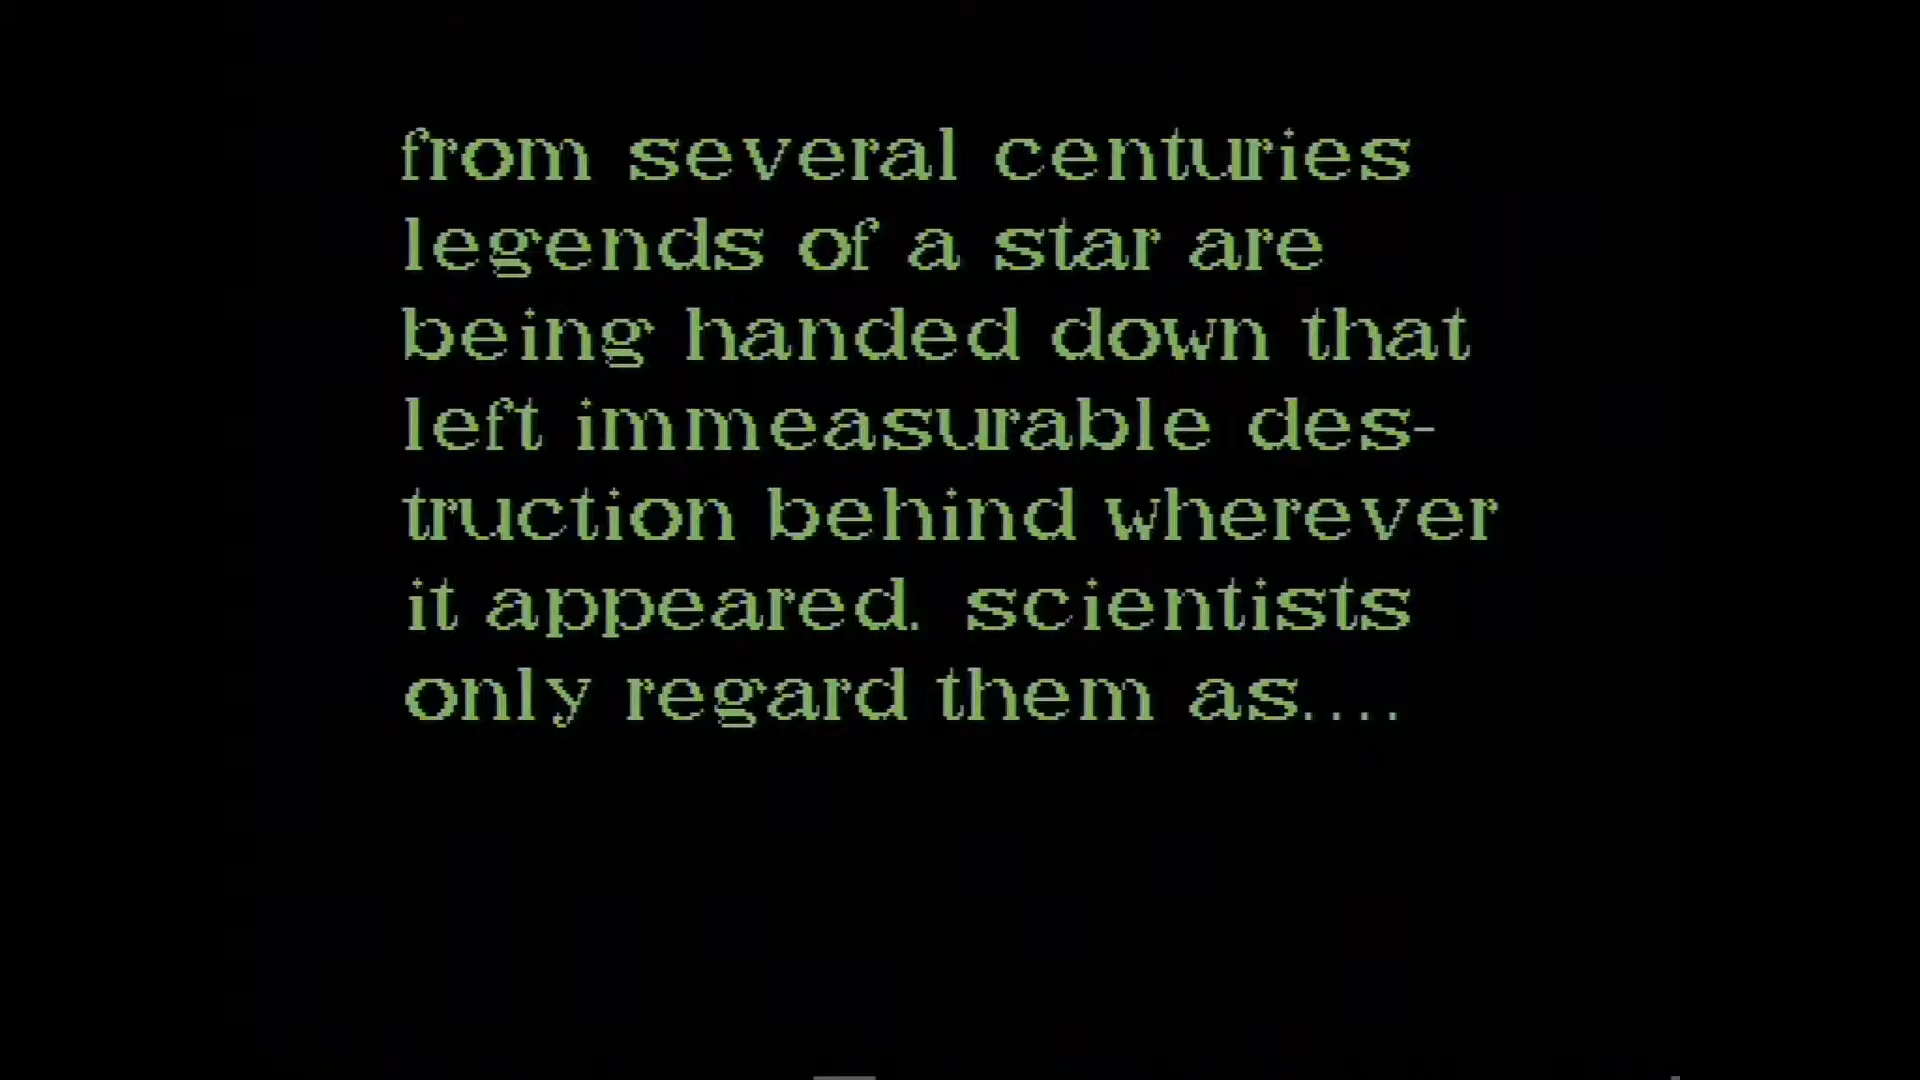 from several centuries
legends of a star are
being handed down that
left immeasurable des-
truction behind wherever
it appeared. scientists
only regard them as....